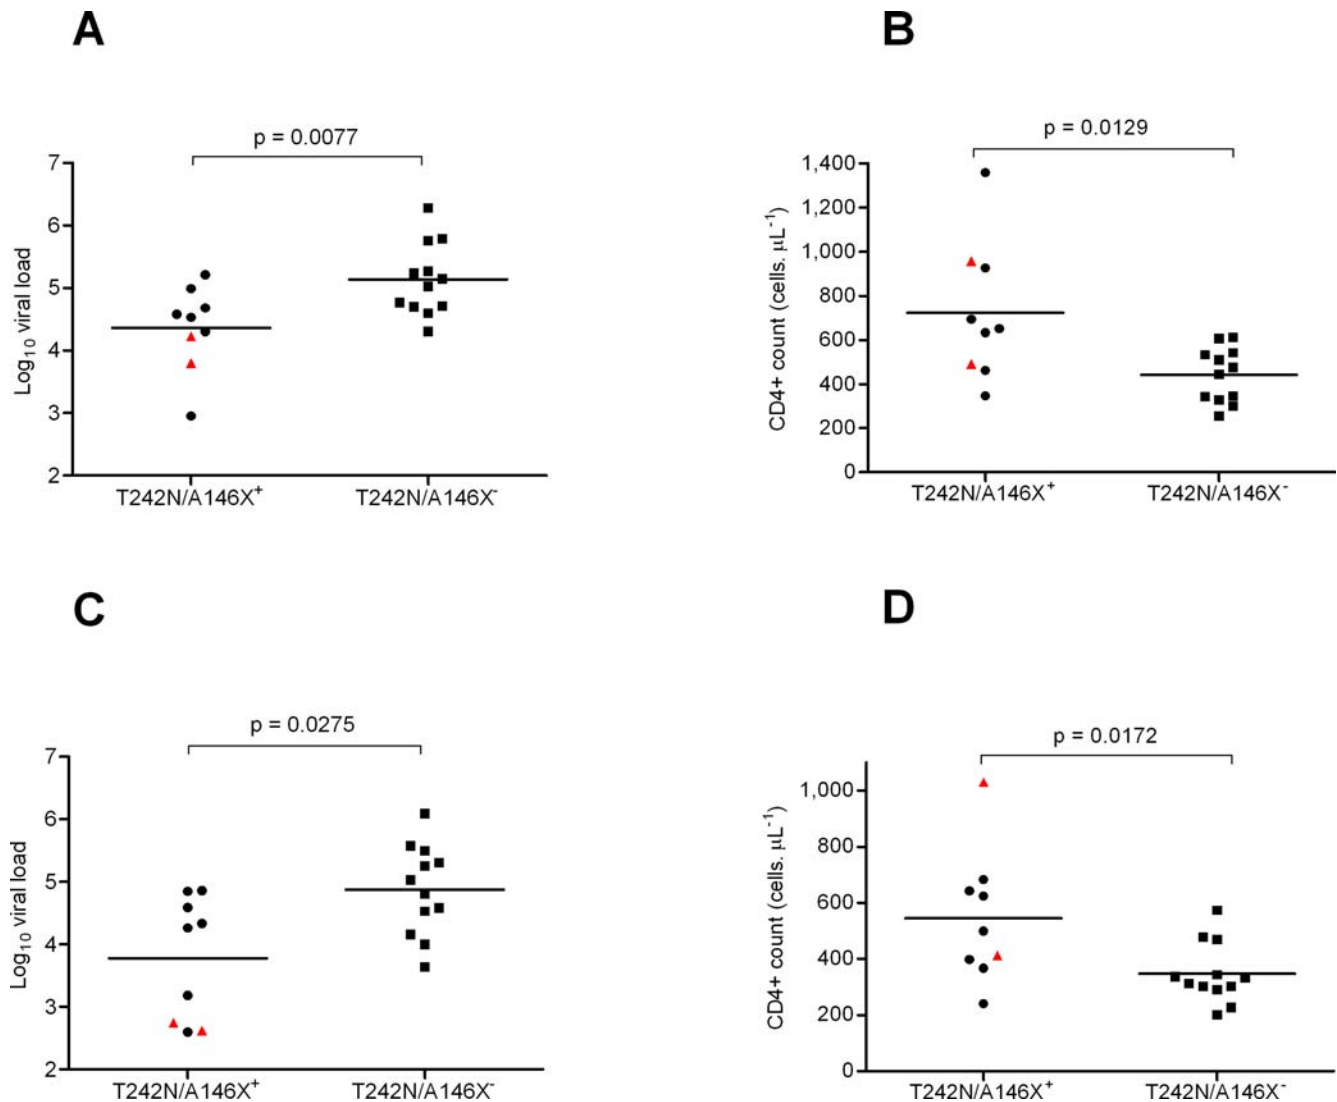 A
p = 0.0077
7
6
5
4
3
2
Log10 viral load
T242N/A146X+
T242N/A146X-
B
p = 0.0129
1,400
1,200
1,000
800
600
400
200
0
CD4+ count (cells. μL-1)
T242N/A146X+
T242N/A146X-
C
p = 0.0275
7
6
5
4
3
2
Log10 viral load
T242N/A146X+
T242N/A146X-
D
p = 0.0172
1,000
800
600
400
200
0
CD4+ count (cells. μL-1)
T242N/A146X+
T242N/A146X-